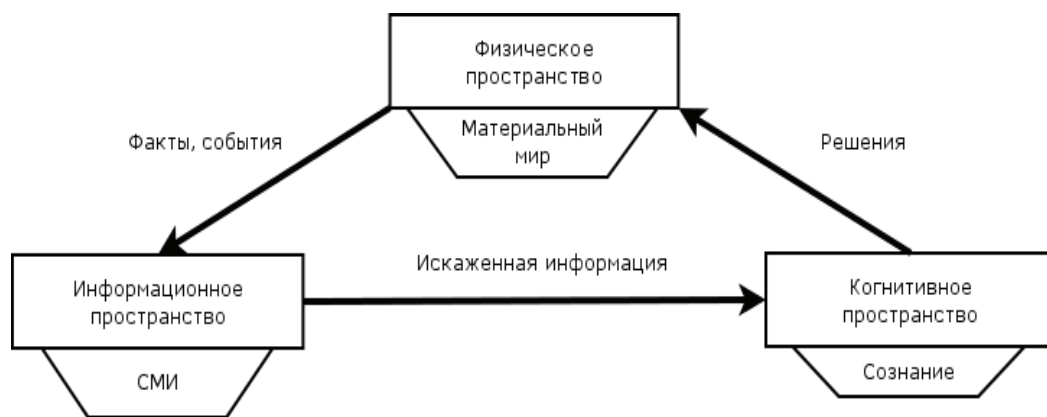 Физическое
пространство
Материальный
мир
Факты, события
Решения
Искаженная информация
Информационное
пространство
Когнитивное
пространство
СМИ
Сознание